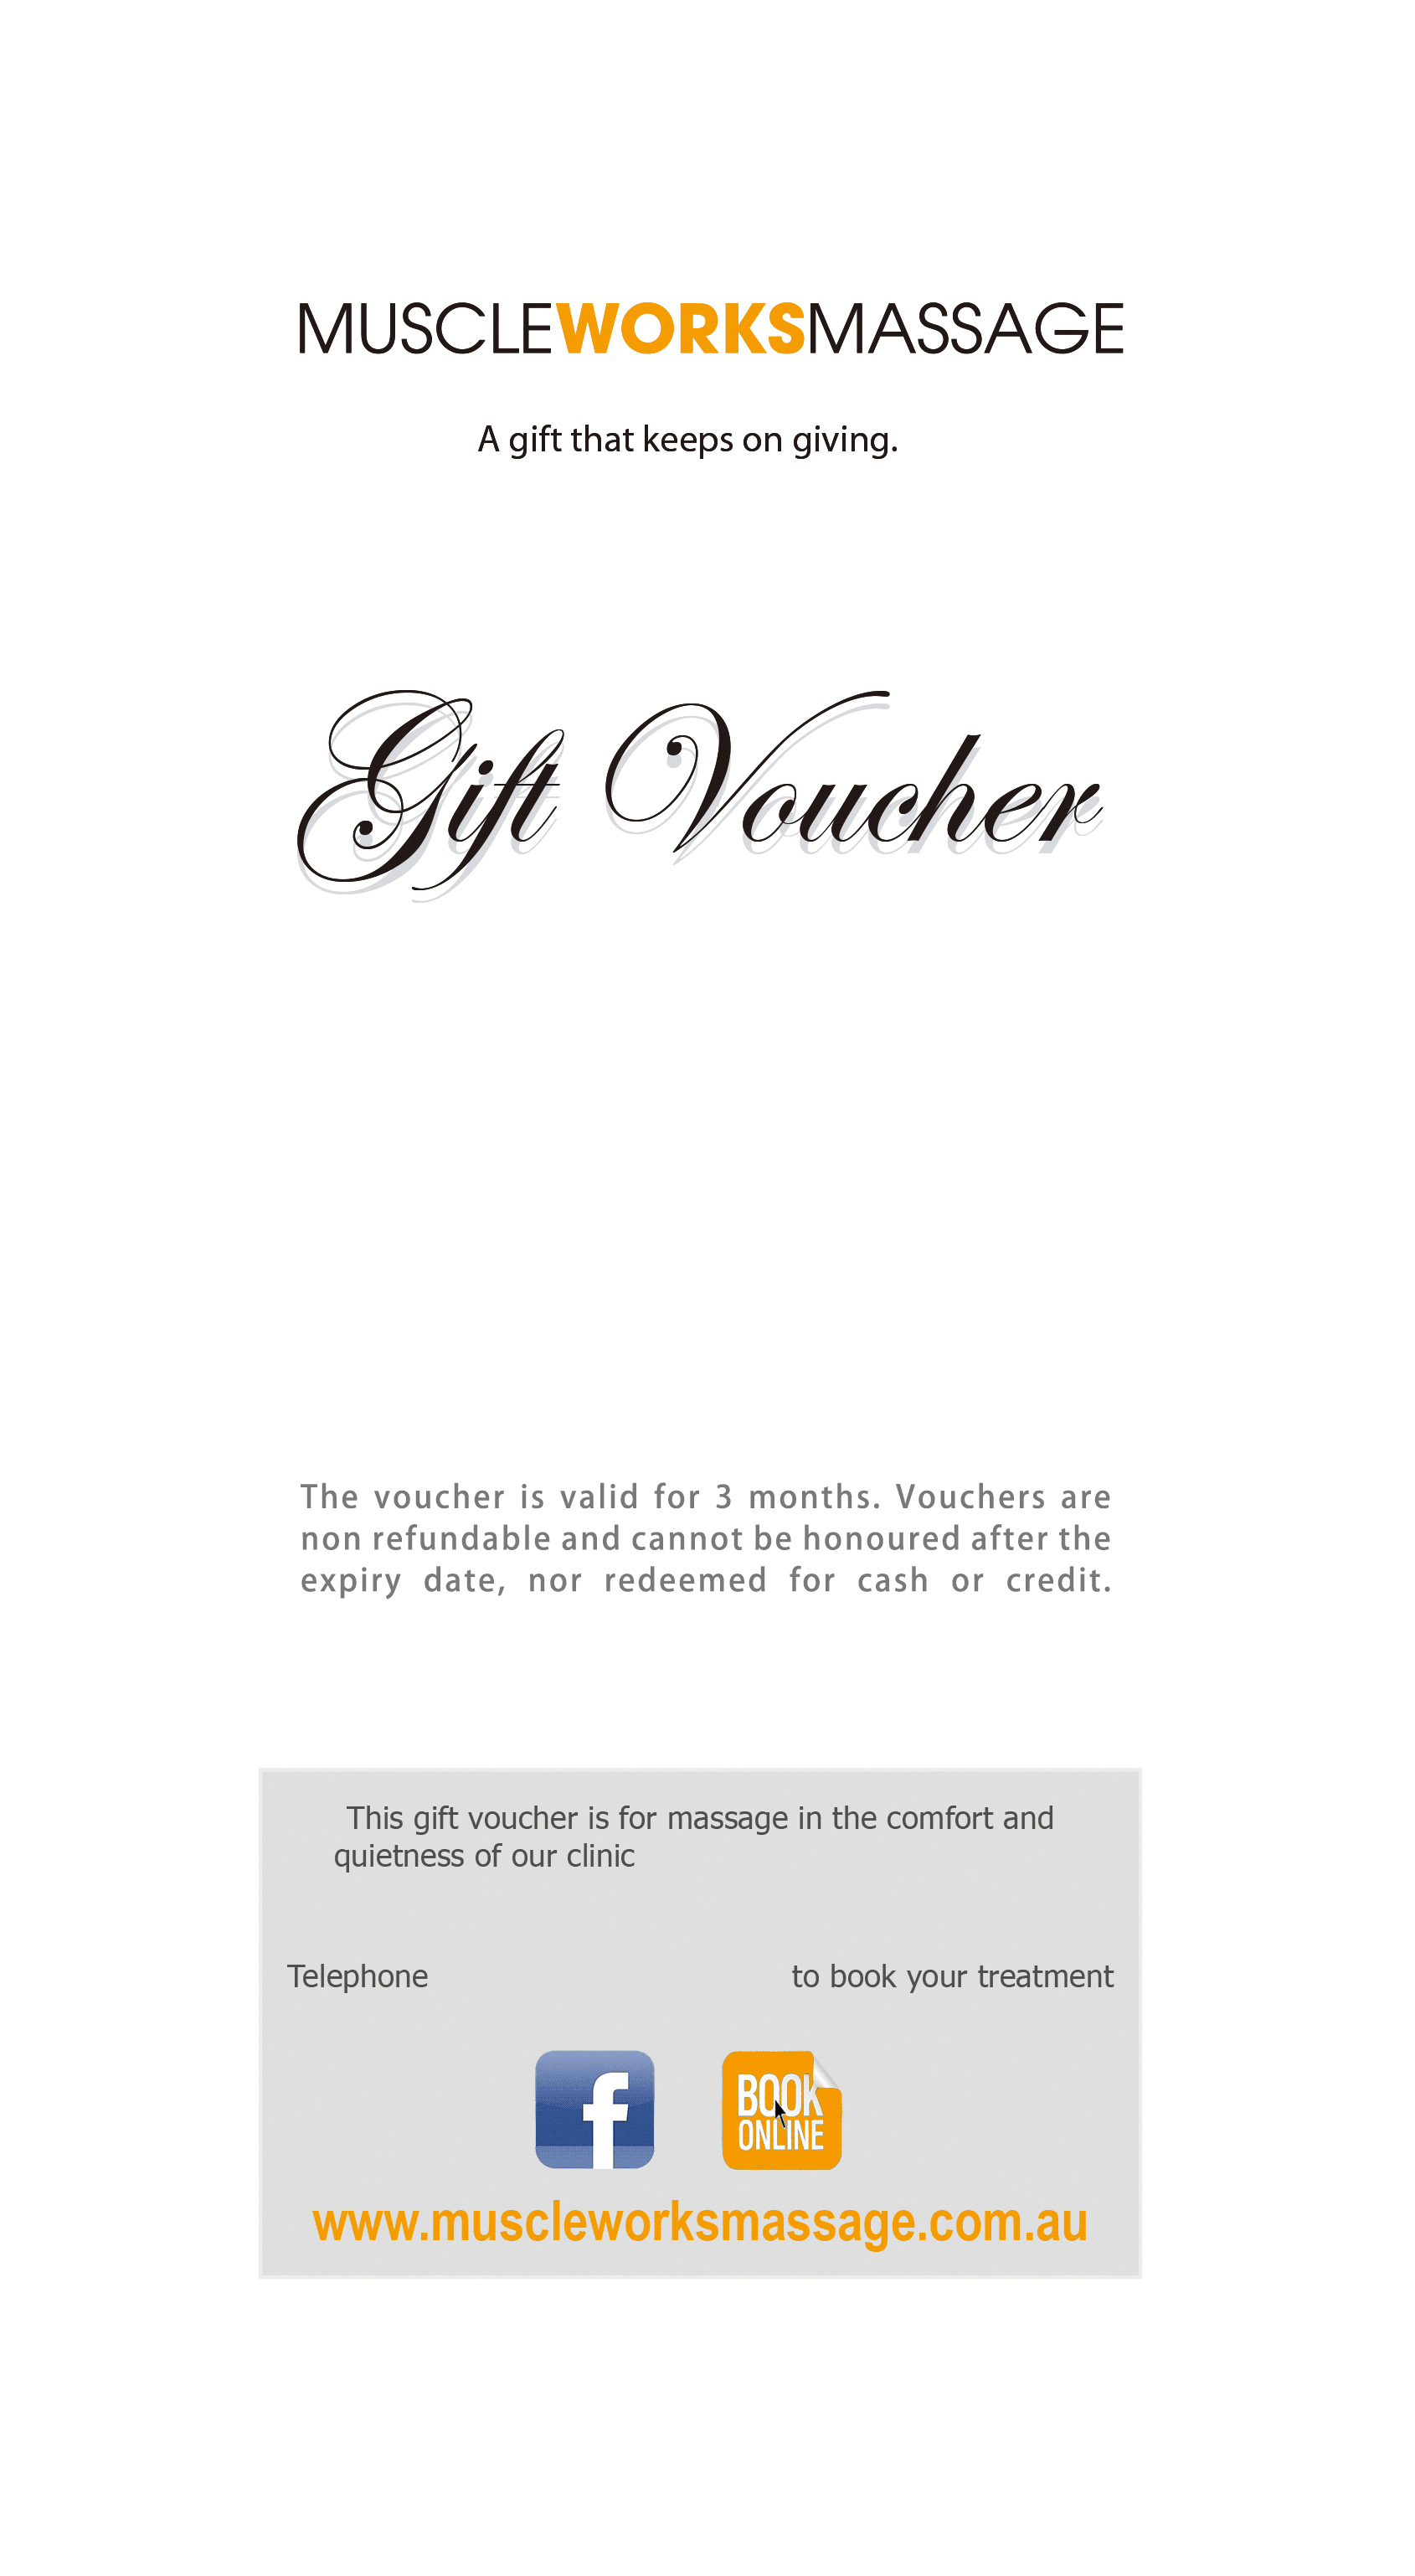 MUSCLEWORKSMASSAGE
A gift that keeps on giving.
Gift Voucher
The voucher is valid for 3 months. Vouchers are
non refundable and cannot be honoured after the
expiry date, nor redeemed for cash or credit.
This gift voucher is for massage in the comfort and
quietness of our clinic
Telephone to book your treatment
f
BOOK
ONLINE
www.muscleworksmassage.com.au